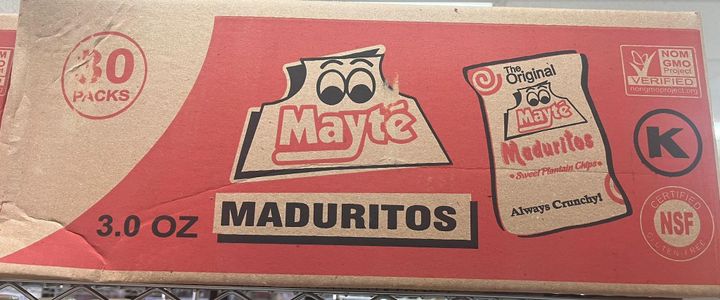 30
PACKS
3.0 OZ
Mayté
MADURITOS
The
Original
Mayté
Maduritos
• Sweet Plantain Chips •
Always Crunchy!
NON
GMO
Project
VERIFIED
nongmoproject.org
K
CERTIFIED
NSF
GLUTEN FREE